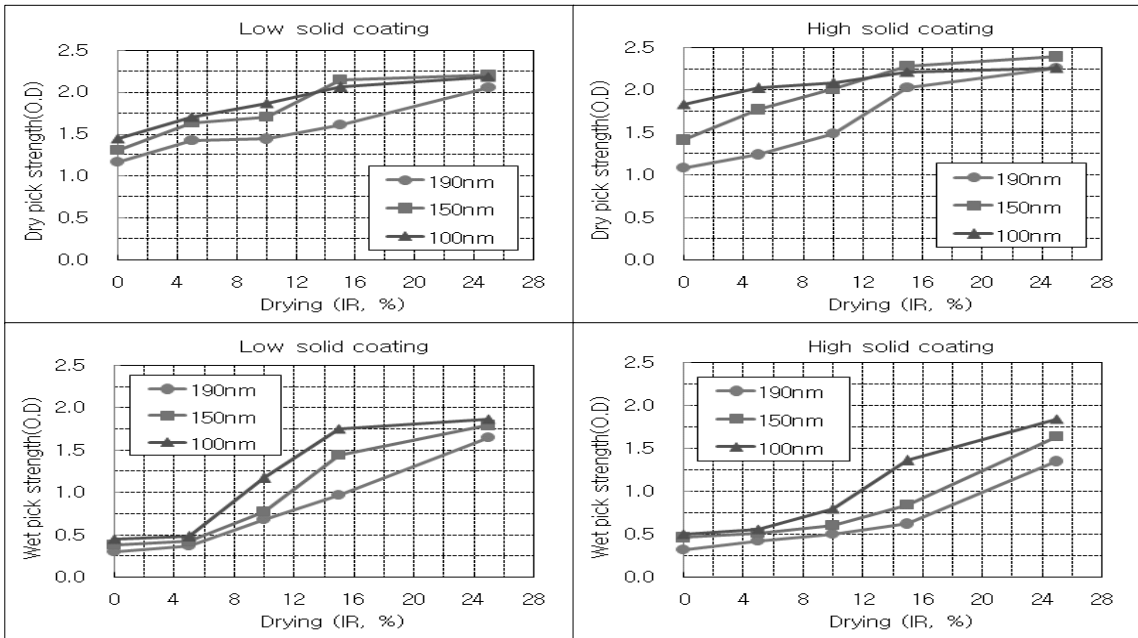 Low solid coating
Dry pick strength(O.D)
2.5
2.0
1.5
1.0
0.5
0.0
190nm
150nm
100nm
0 4 8 12 16 20 24 28
Drying (IR, %)
High solid coating
Dry pick strength(O.D)
2.5
2.0
1.5
1.0
0.5
0.0
190nm
150nm
100nm
0 4 8 12 16 20 24 28
Drying (IR, %)
Low solid coating
Wet pick strength(O.D)
2.5
2.0
1.5
1.0
0.5
0.0
190nm
150nm
100nm
0 4 8 12 16 20 24 28
Drying (IR, %)
High solid coating
Wet pick strength(O.D)
2.5
2.0
1.5
1.0
0.5
0.0
190nm
150nm
100nm
0 4 8 12 16 20 24 28
Drying (IR, %)